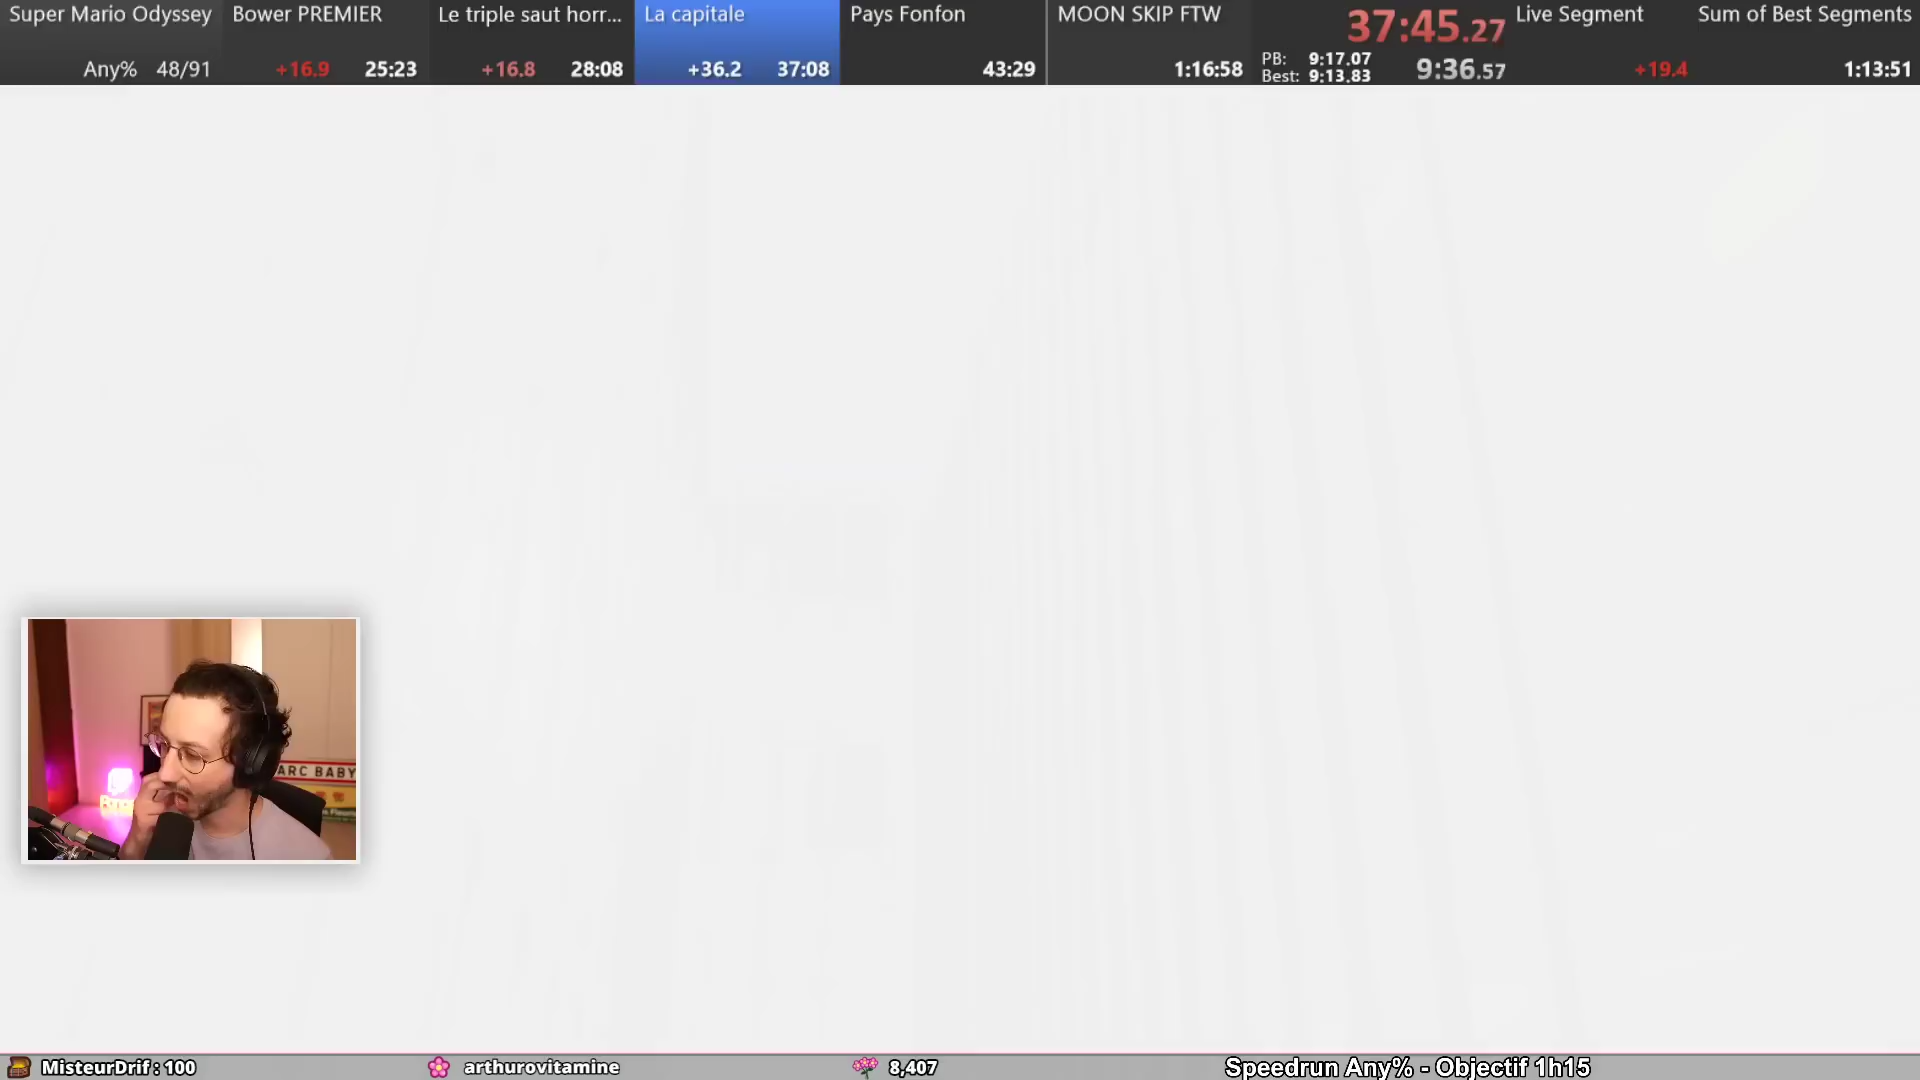 Super Mario Odyssey
Any% 48/91
Bower PREMIER
+16.9 25:23
Le triple saut horr...
+16.8 28:08
La capitale
+36.2 37:08
Pays Fonfon
43:29
MOON SKIP FTW
1:16:58
37:45.27
PB: 9:17.07
Best: 9:13.83
9:36.57
Live Segment
+19.4
Sum of Best Segments
1:13:51
ARC BABY
MisteurDrif : 100
arthurovitamine
8,407
Speedrun Any% - Objectif 1h15